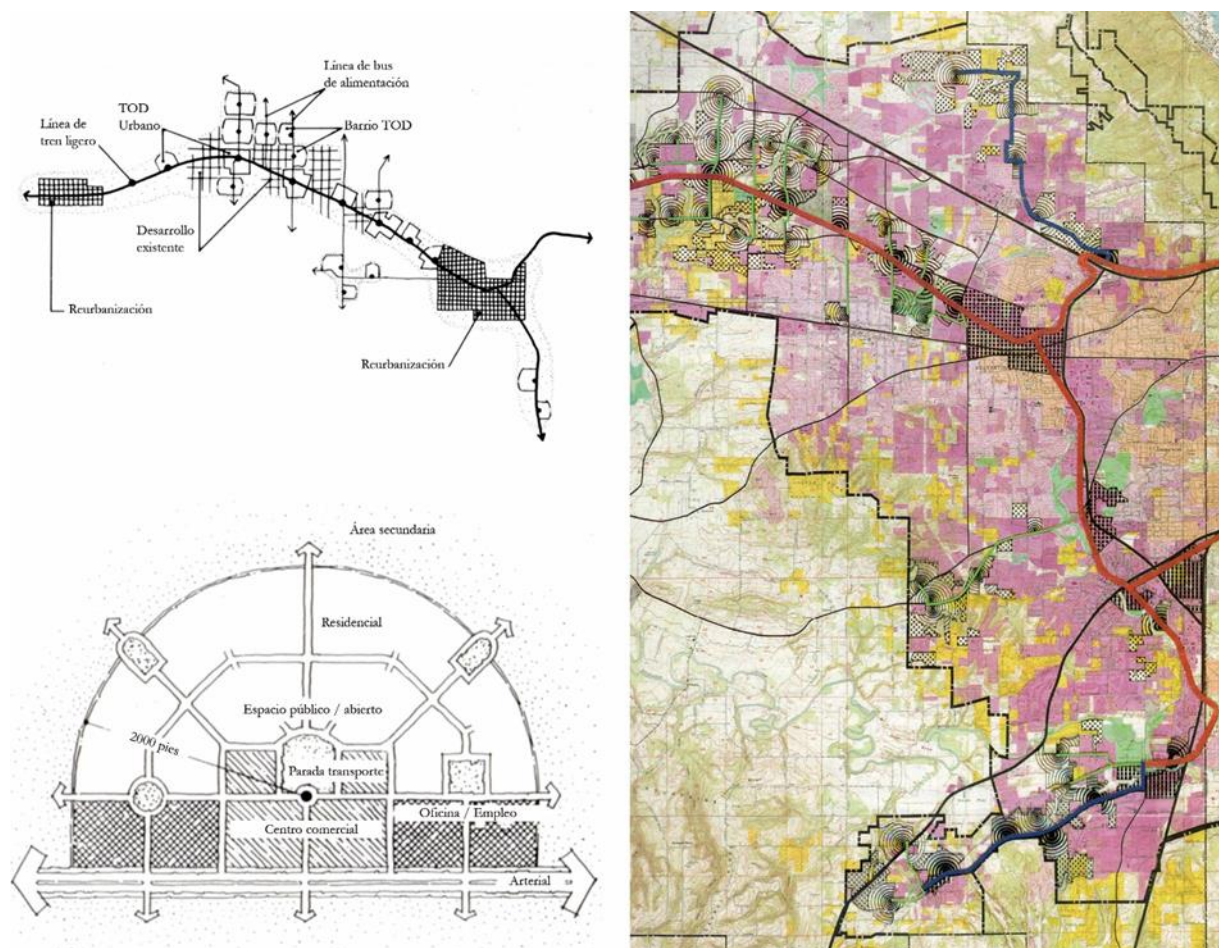 Línea de bus
de alimentación
TOD
Urbano
Barrio TOD
Línea de
tren ligero
Desarrollo
existente
Reurbanización
Reurbanización
Área secundaria
Residencial
Espacio público / abierto
2000 pies
Parada transporte
Oficina / Empleo
Centro comercial
Arterial